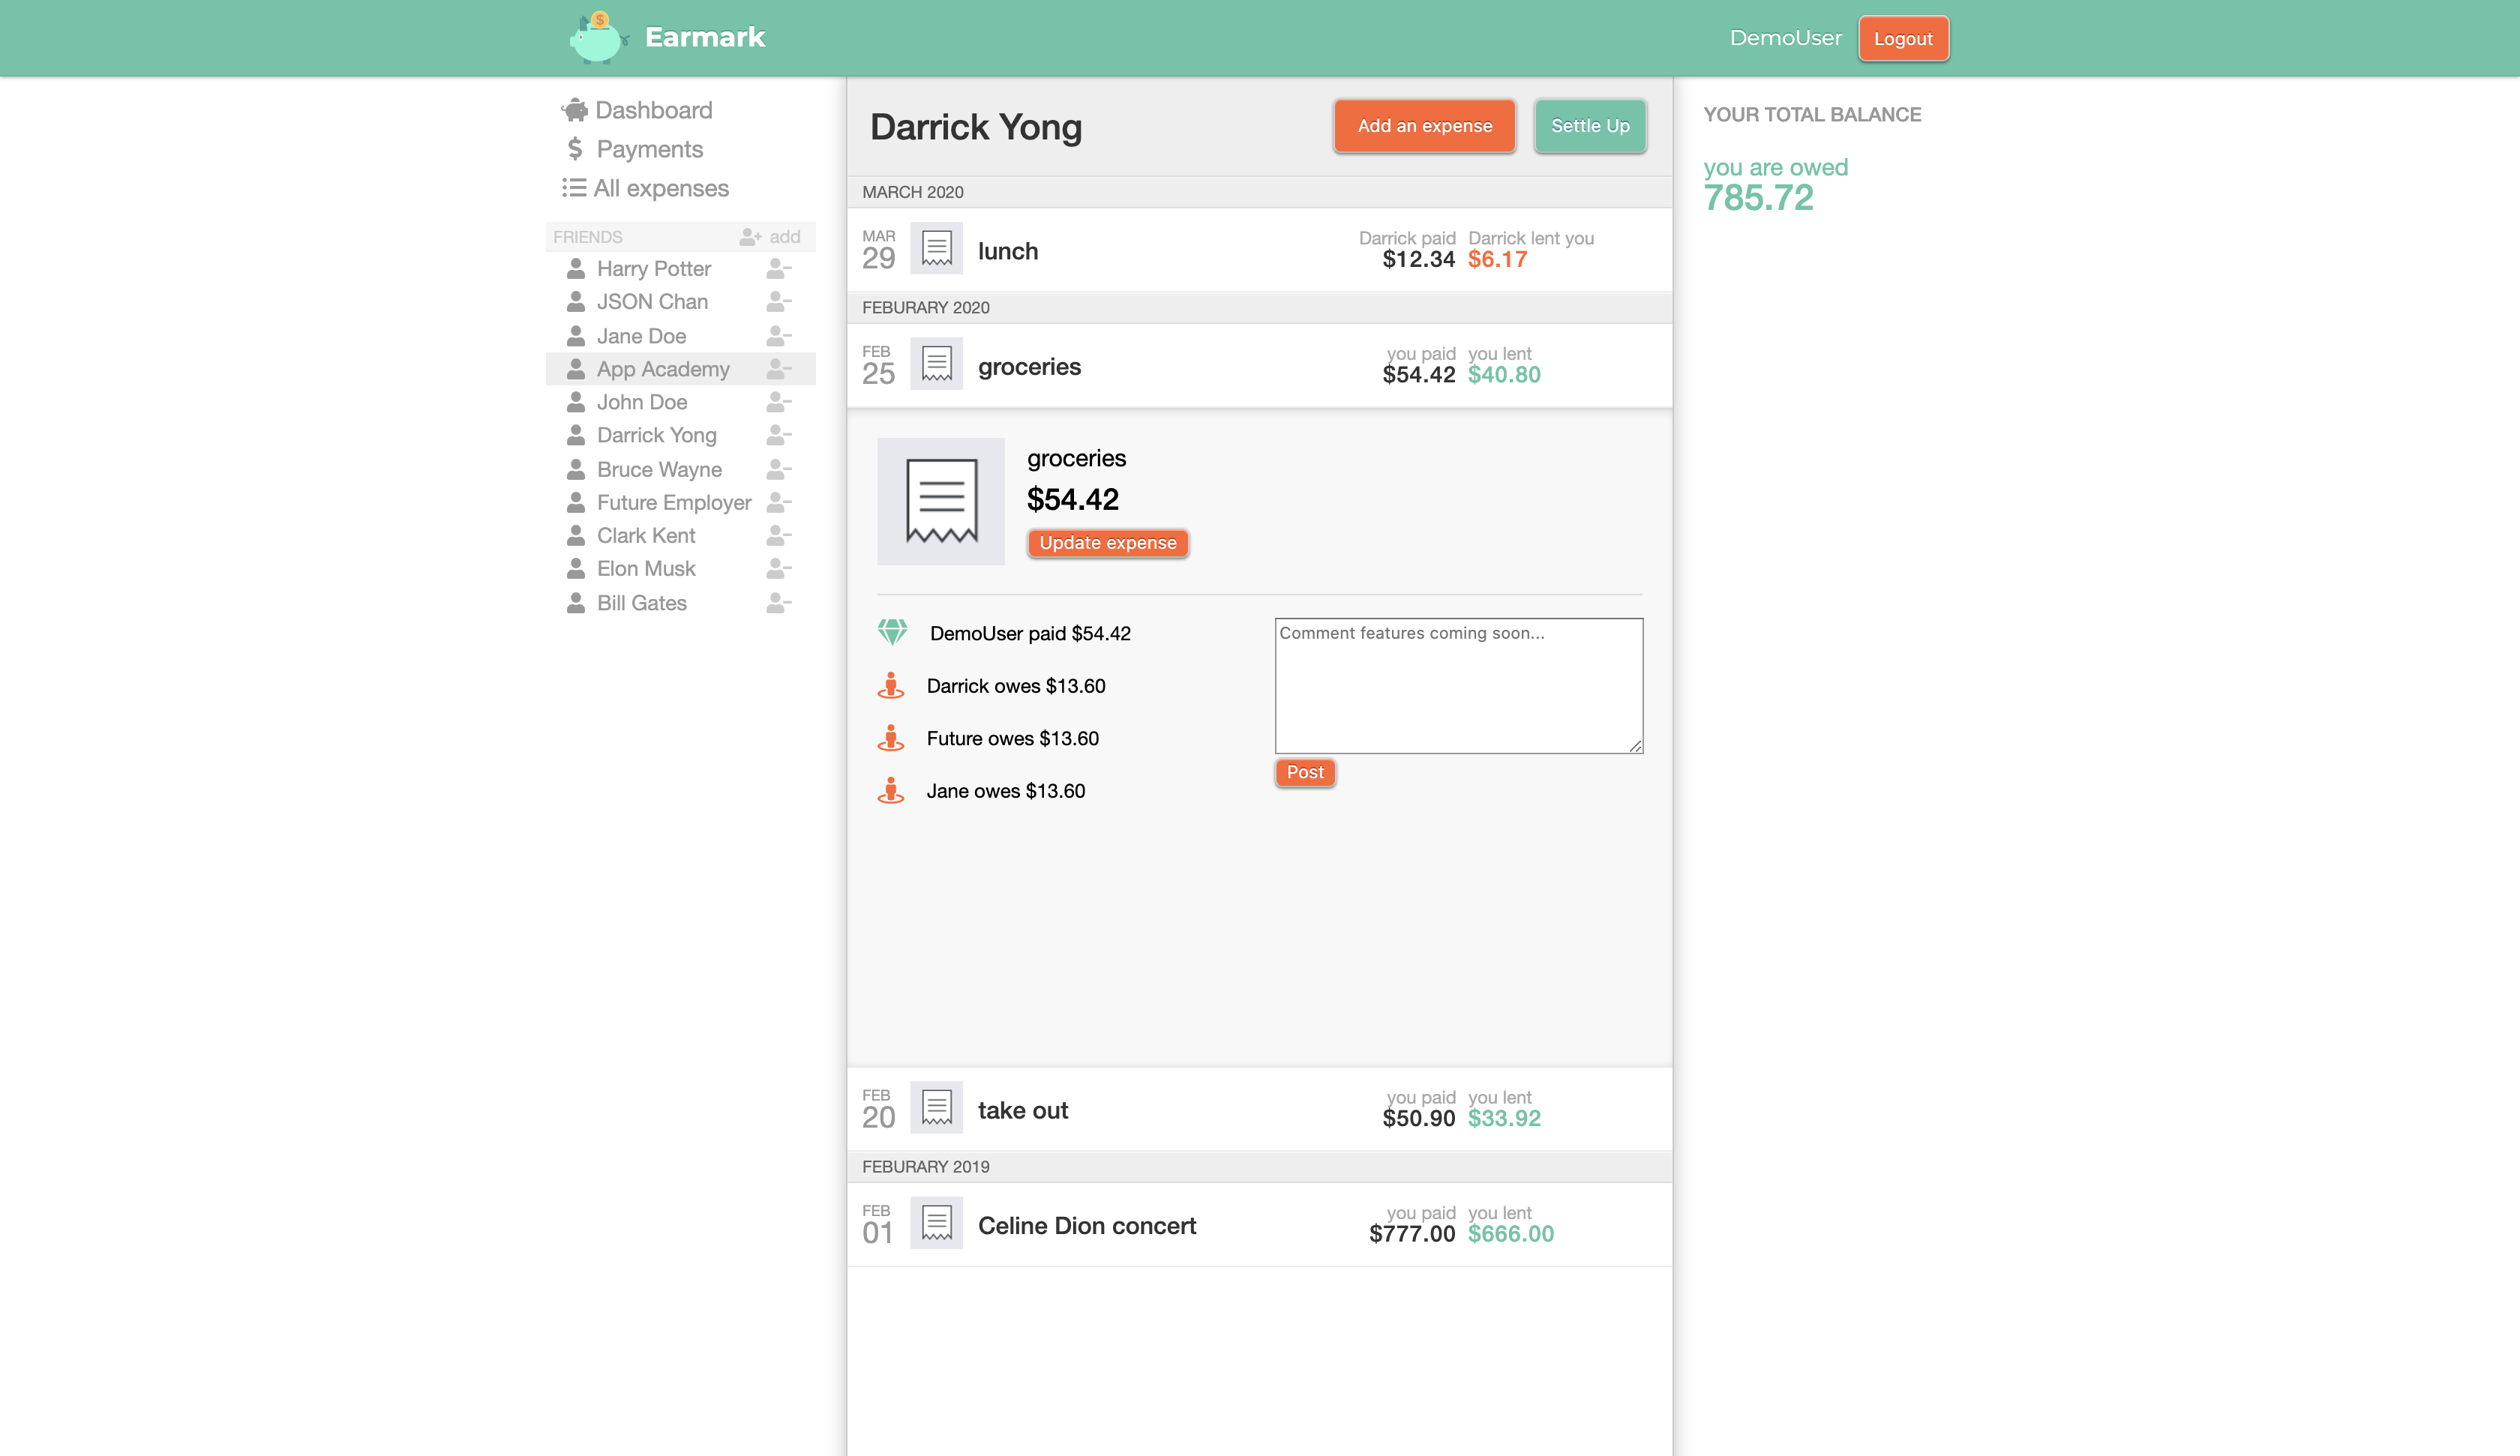 Earmark
DemoUser Logout
Dashboard
Payments
All expenses
FRIENDS add
Harry Potter
JSON Chan
Jane Doe
App Academy
John Doe
Darrick Yong
Bruce Wayne
Future Employer
Clark Kent
Elon Musk
Bill Gates
Darrick Yong Add an expense Settle Up
MARCH 2020
MAR
29
lunch
Darrick paid Darrick lent you
$12.34 $6.17
FEBURARY 2020
FEB
25
groceries
you paid you lent
$54.42 $40.80
groceries
$54.42
Update expense
DemoUser paid $54.42
Darrick owes $13.60
Future owes $13.60
Jane owes $13.60
Comment features coming soon...
Post
FEB
20
take out
you paid you lent
$50.90 $33.92
FEBURARY 2019
FEB
01
Celine Dion concert
you paid you lent
$777.00 $666.00
YOUR TOTAL BALANCE
you are owed
785.72